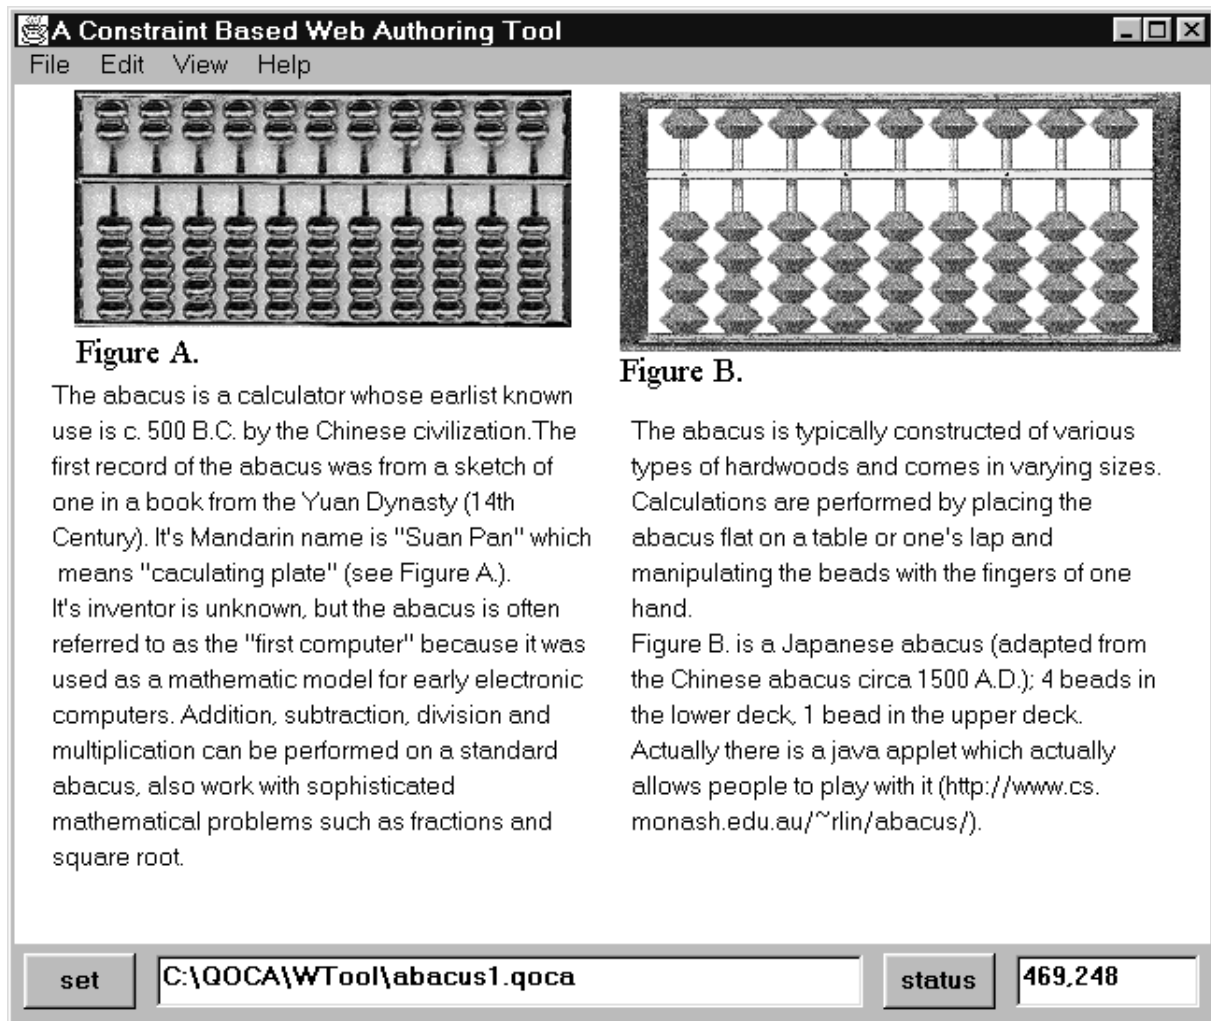 A Constraint Based Web Authoring Tool
File Edit View Help
Figure A.
The abacus is a calculator whose earlist known
use is c. 500 B.C. by the Chinese civilization.The
first record of the abacus was from a sketch of
one in a book from the Yuan Dynasty (14th
Century). It's Mandarin name is "Suan Pan" which
means "caculating plate" (see Figure A.).
It's inventor is unknown, but the abacus is often
referred to as the "first computer" because it was
used as a mathematic model for early electronic
computers. Addition, subtraction, division and
multiplication can be performed on a standard
abacus, also work with sophisticated
mathematical problems such as fractions and
square root.
Figure B.
The abacus is typically constructed of various
types of hardwoods and comes in varying sizes.
Calculations are performed by placing the
abacus flat on a table or one's lap and
manipulating the beads with the fingers of one
hand.
Figure B. is a Japanese abacus (adapted from
the Chinese abacus circa 1500 A.D.); 4 beads in
the lower deck, 1 bead in the upper deck.
Actually there is a java applet which actually
allows people to play with it (http://www.cs.
monash.edu.au/~rlin/abacus/).
set C:\QOCA\WTool\abacus1.qoca status 469,248